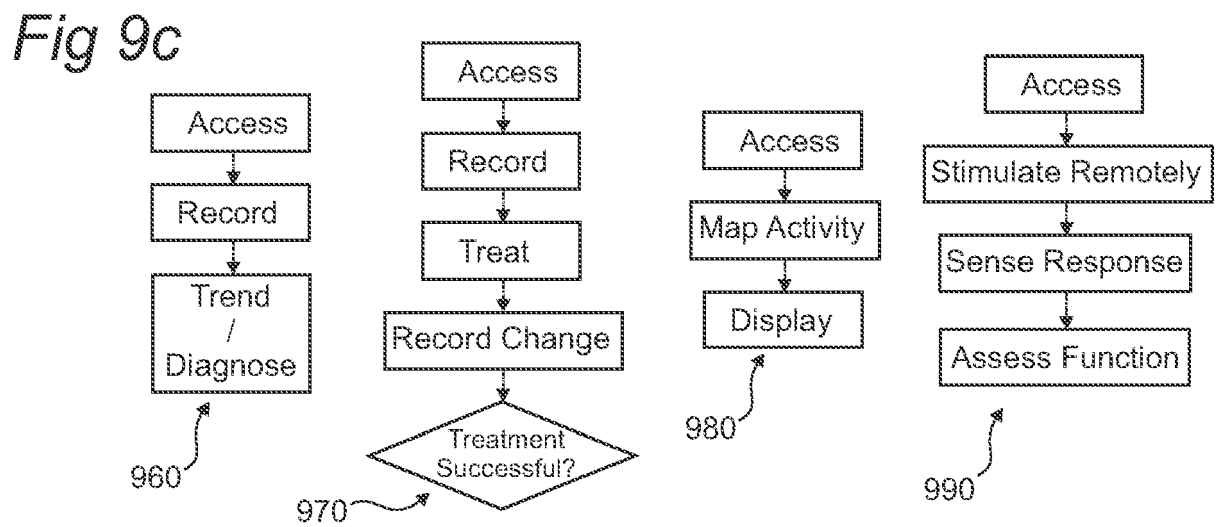 Fig 9c
Access
Record
Trend
/
Diagnose
960
Access
Record
Treat
Record Change
Treatment
Successful?
970
Access
Map Activity
Display
980
Access
Stimulate Remotely
Sense Response
Assess Function
990